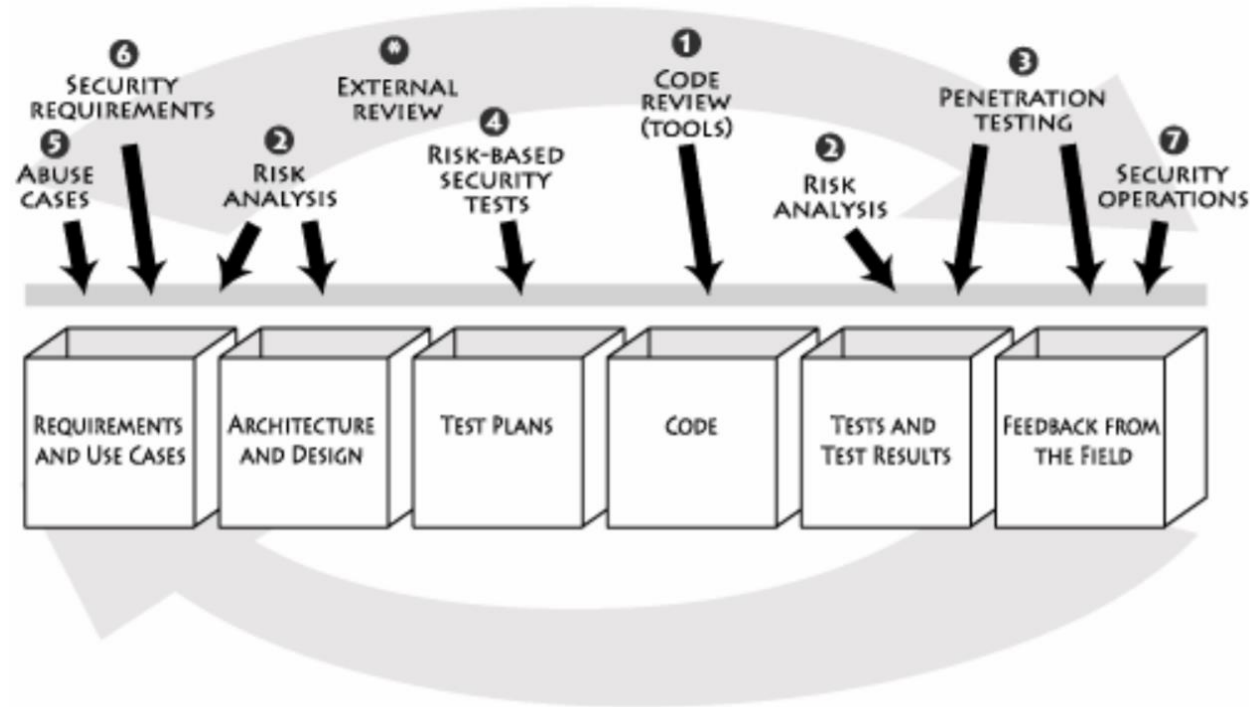 6
SECURITY
REQUIREMENTS
5
ABUSE
CASES
2
RISK
ANALYSIS
*
EXTERNAL
REVIEW
4
RISK-BASED
SECURITY
TESTS
1
CODE
REVIEW
(TOOLS)
2
RISK
ANALYSIS
3
PENETRATION
TESTING
7
SECURITY
OPERATIONS
REQUIREMENTS
AND USE CASES
ARCHITECTURE
AND DESIGN
TEST PLANS
CODE
TESTS AND
TEST RESULTS
FEEDBACK FROM
THE FIELD